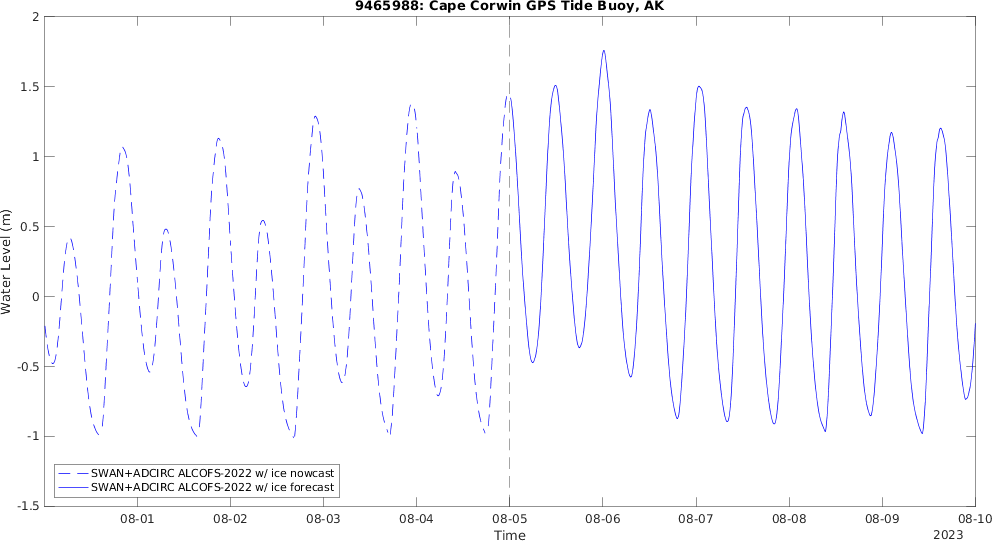 9465988: Cape Corwin GPS Tide Buoy, AK
2
1.5
1
0.5
0
-0.5
-1
-1.5
Water Level (m)
SWAN+ADCIRC ALCOFS-2022 w/ ice nowcast
SWAN+ADCIRC ALCOFS-2022 w/ ice forecast
08-01 08-02 08-03 08-04 08-05 08-06 08-07 08-08 08-09 08-10
Time
2023